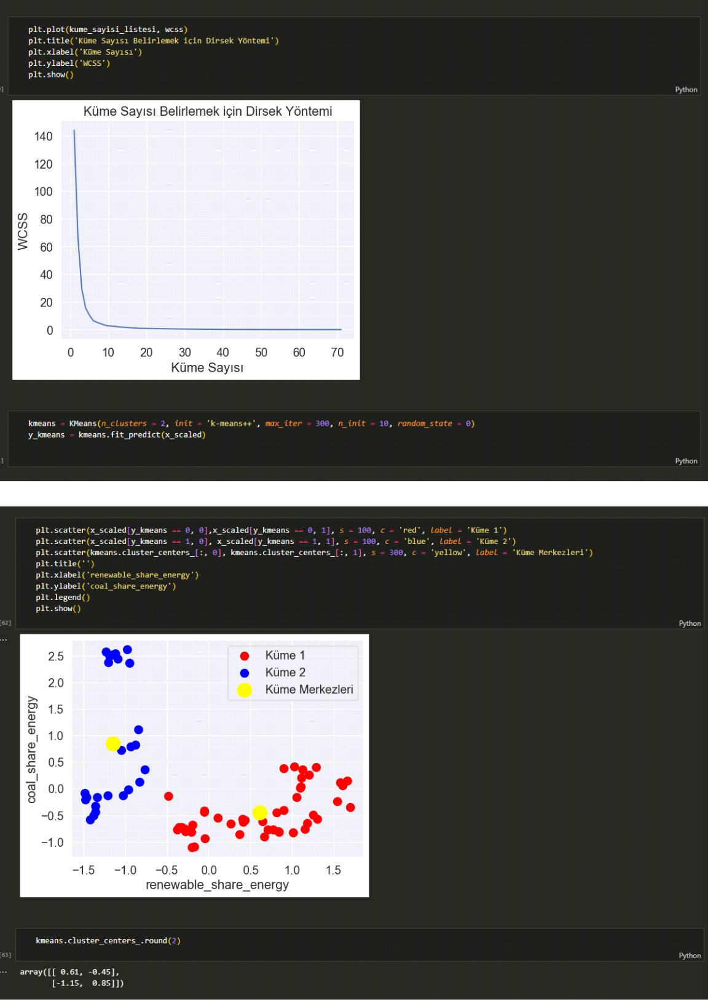 plt.plot(kume_sayisi_listesi, wcss)
plt.title('Küme Sayısı Belirlemek için Dirsek Yöntemi')
plt.xlabel('Küme Sayısı')
plt.ylabel('WCSS')
plt.show()
]
Python
Küme Sayısı Belirlemek için Dirsek Yöntemi
140
120
100
80
60
40
20
0
WCSS
0 10 20 30 40 50 60 70
Küme Sayısı
kmeans = KMeans(n_clusters = 2, init = 'k-means++', max_iter = 300, n_init = 10, random_state = 0)
y_kmeans = kmeans.fit_predict(x_scaled)
]
Python
plt.scatter(x_scaled[y_kmeans == 0, 0],x_scaled[y_kmeans == 0, 1], s = 100, c = 'red', label = 'Küme 1')
plt.scatter(x_scaled[y_kmeans == 1, 0], x_scaled[y_kmeans == 1, 1], s = 100, c = 'blue', label = 'Küme 2')
plt.scatter(kmeans.cluster_centers_[:, 0], kmeans.cluster_centers_[:, 1], s = 300, c = 'yellow', label = 'Küme Merkezleri')
plt.title('')
plt.xlabel('renewable_share_energy')
plt.ylabel('coal_share_energy')
plt.legend()
plt.show()
[62]
Python
...
Küme 1
Küme 2
Küme Merkezleri
2.5
2.0
1.5
1.0
0.5
0.0
−0.5
−1.0
coal_share_energy
−1.5 −1.0 −0.5 0.0 0.5 1.0 1.5
renewable_share_energy
kmeans.cluster_centers_.round(2)
[63]
Python
... array([[ 0.61, -0.45],
[-1.15, 0.85]])